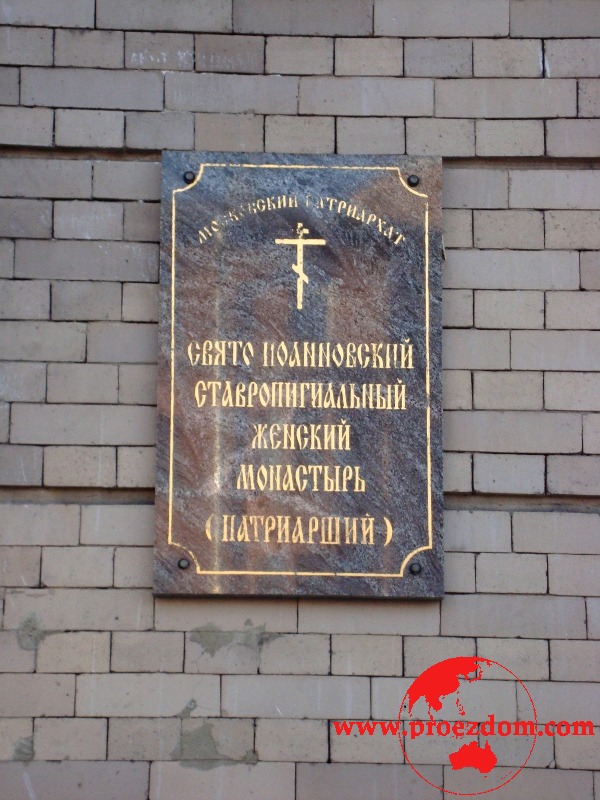 МОСКОВСКИЙ ПАТРИАРХАТ
СВЯТО ИОАННОВСКИЙ
СТАВРОПИГИАЛЬНЫЙ
ЖЕНСКИЙ
МОНАСТЫРЬ
(ПАТРИАРШИЙ)
www.proezdom.com